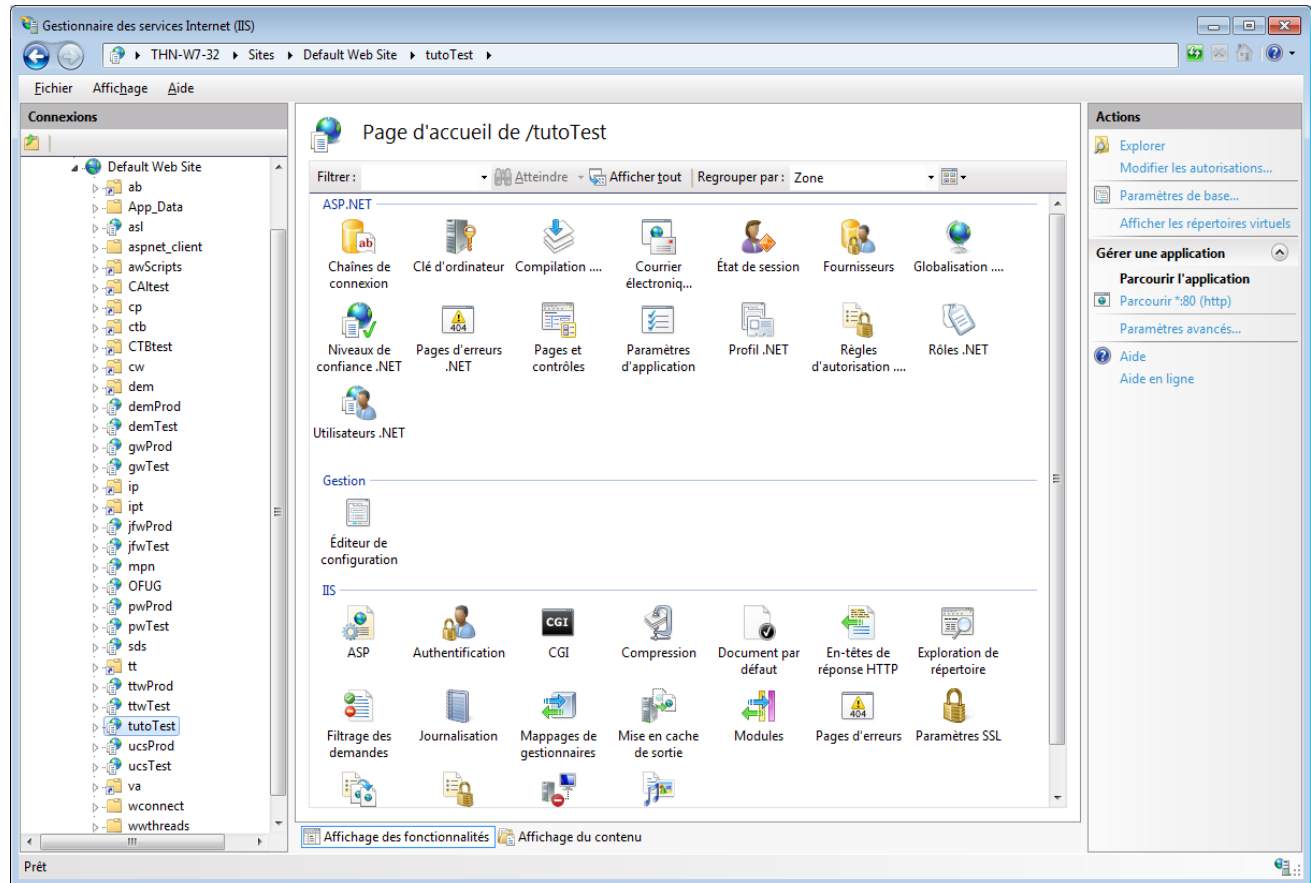 Gestionnaire des services Internet (IIS)
THN-W7-32 Sites Default Web Site tutoTest
Fichier Affichage Aide
Connexions
Default Web Site
ab
App_Data
asl
aspnet_client
awScripts
CAItest
cp
ctb
CTBtest
cw
dem
demProd
demTest
gwProd
gwTest
ip
ipt
jfwProd
jfwTest
mpn
OFUG
pwProd
pwTest
sds
tt
ttwProd
ttwTest
tutoTest
ucsProd
ucsTest
va
wconnect
wwthreads
Page d'accueil de /tutoTest
Filtrer : Atteindre Afficher tout Regrouper par : Zone
ASP.NET
ab
Chaînes de connexion
Clé d'ordinateur
Compilation ....
Courrier électroniq...
État de session
Fournisseurs
Globalisation ....
Niveaux de confiance .NET
404
Pages d'erreurs .NET
Pages et contrôles
Paramètres d'application
Profil .NET
Règles d'autorisation ....
Rôles .NET
Utilisateurs .NET
Gestion
Éditeur de configuration
IIS
ASP
Authentification
CGI
CGI
Compression
Document par défaut
En-têtes de réponse HTTP
Exploration de répertoire
Filtrage des demandes
Journalisation
Mappages de gestionnaires
Mise en cache de sortie
Modules
404
Pages d'erreurs
Paramètres SSL
Affichage des fonctionnalités Affichage du contenu
Actions
Explorer
Modifier les autorisations...
Paramètres de base...
Afficher les répertoires virtuels
Gérer une application
Parcourir l'application
Parcourir *:80 (http)
Paramètres avancés...
Aide
Aide en ligne
Prêt